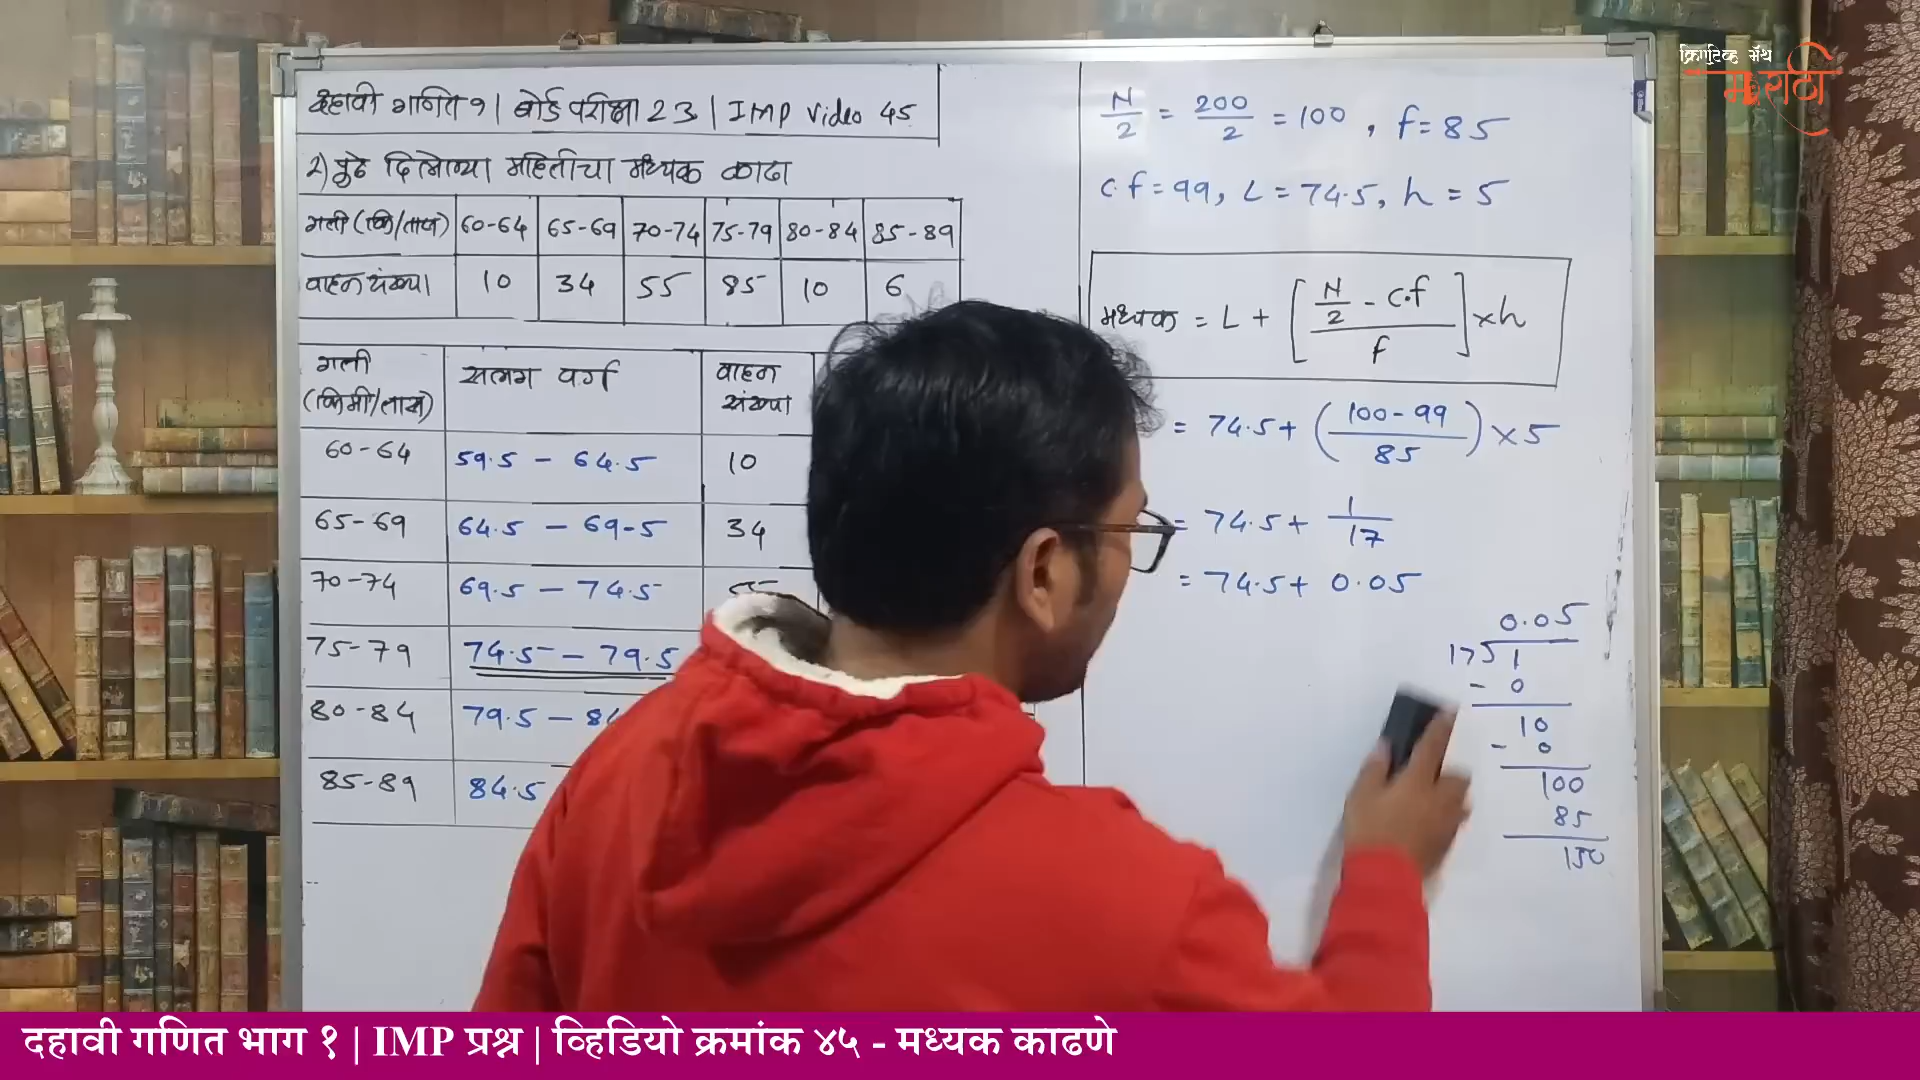 क्रिएटिव्ह मॅथ
मराठी
दहावी गणित १ | बोर्ड परीक्षा 23 | IMP Video 45
2) पुढे दिलेल्या माहितीचा मध्यक काढा
गती (कि/तास) 60-64 65-69 70-74 75-79 80-84 85-89
वाहन संख्या 10 34 55 85 10 6
गती (किमी/तास) सलग वर्ग वाहन संख्या
60-64 59.5 - 64.5 10
65-69 64.5 - 69-5 34
70-74 69.5 - 74.5
75-79 74.5 - 79.5
80-84 79.5 -
85-89 84.5
N/2 = 200/2 = 100 , f = 85
c.f = 99, L = 74.5, h = 5
मध्यक = L + [ (N/2 - c.f) / f ] × h
= 74.5 + ( (100 - 99) / 85 ) × 5
= 74.5 + 1/17
= 74.5 + 0.05
0.05
17 1
- 0
10
- 0
100
85
150
दहावी गणित भाग १ | IMP प्रश्न | व्हिडियो क्रमांक ४५ - मध्यक काढणे